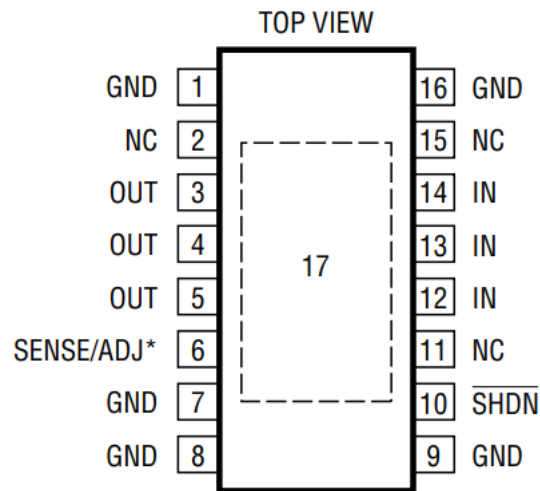 TOP VIEW
GND 1 16 GND
NC 2 15 NC
OUT 3 14 IN
OUT 4 13 IN
OUT 5 12 IN
17
SENSE/ADJ* 6 11 NC
GND 7 10 SHDN
GND 8 9 GND